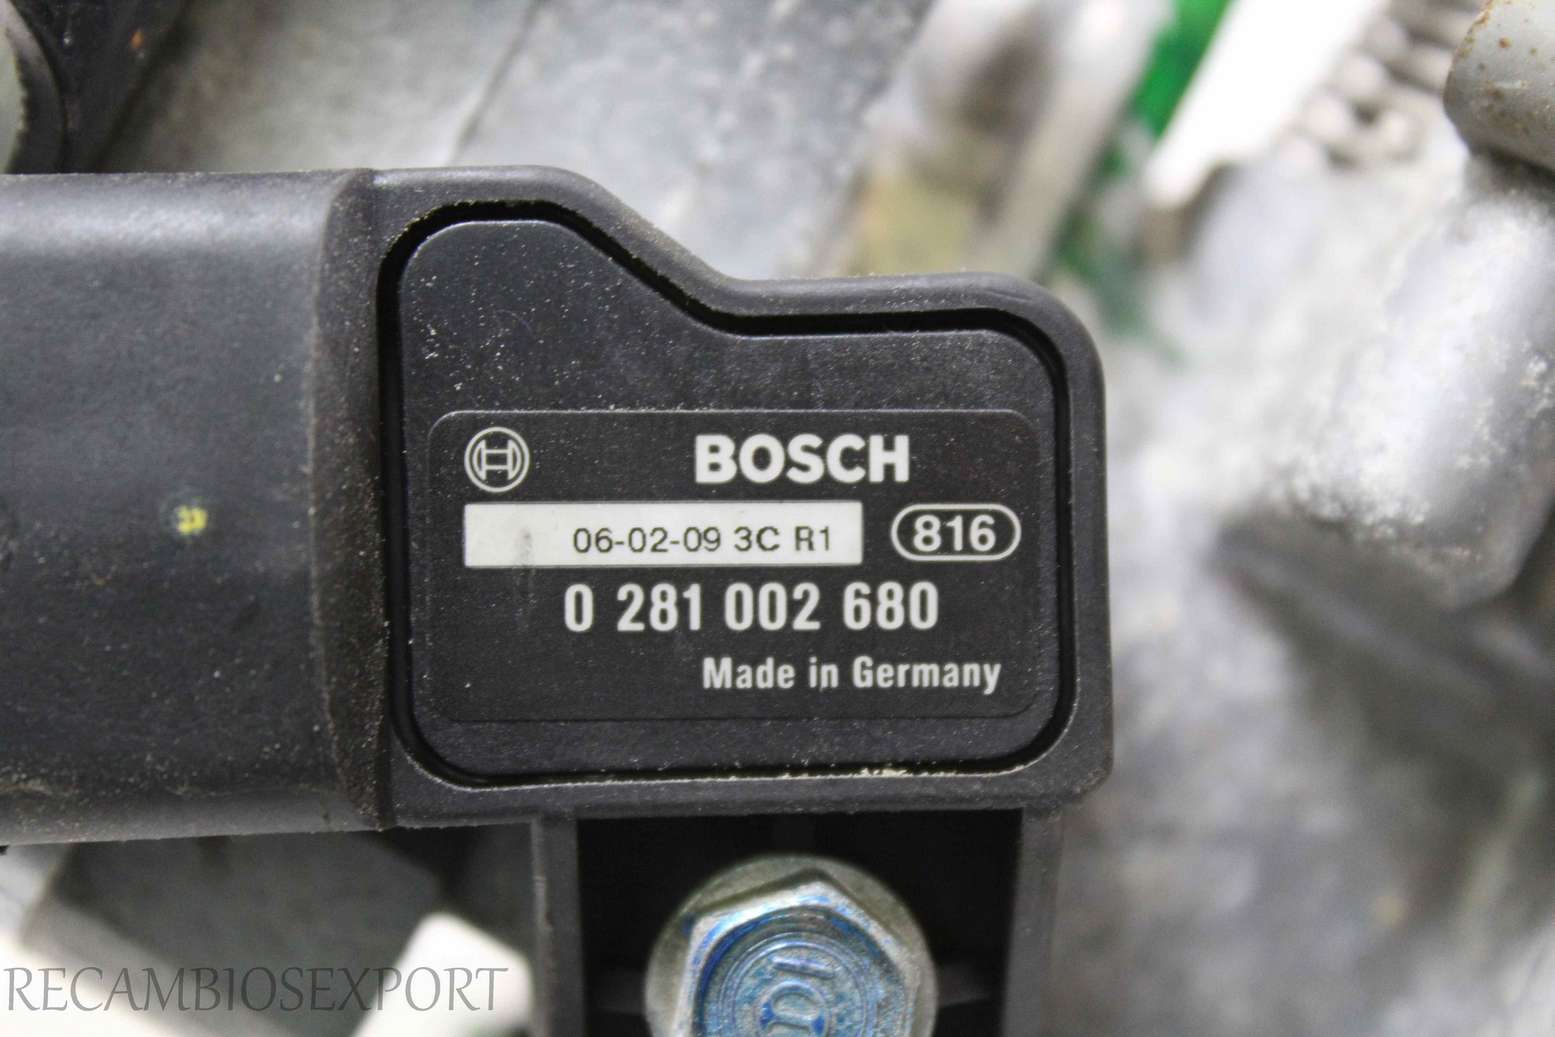 BOSCH
06-02-09 3C R1
816
0 281 002 680
Made in Germany
RECAMBIOSEXPORT